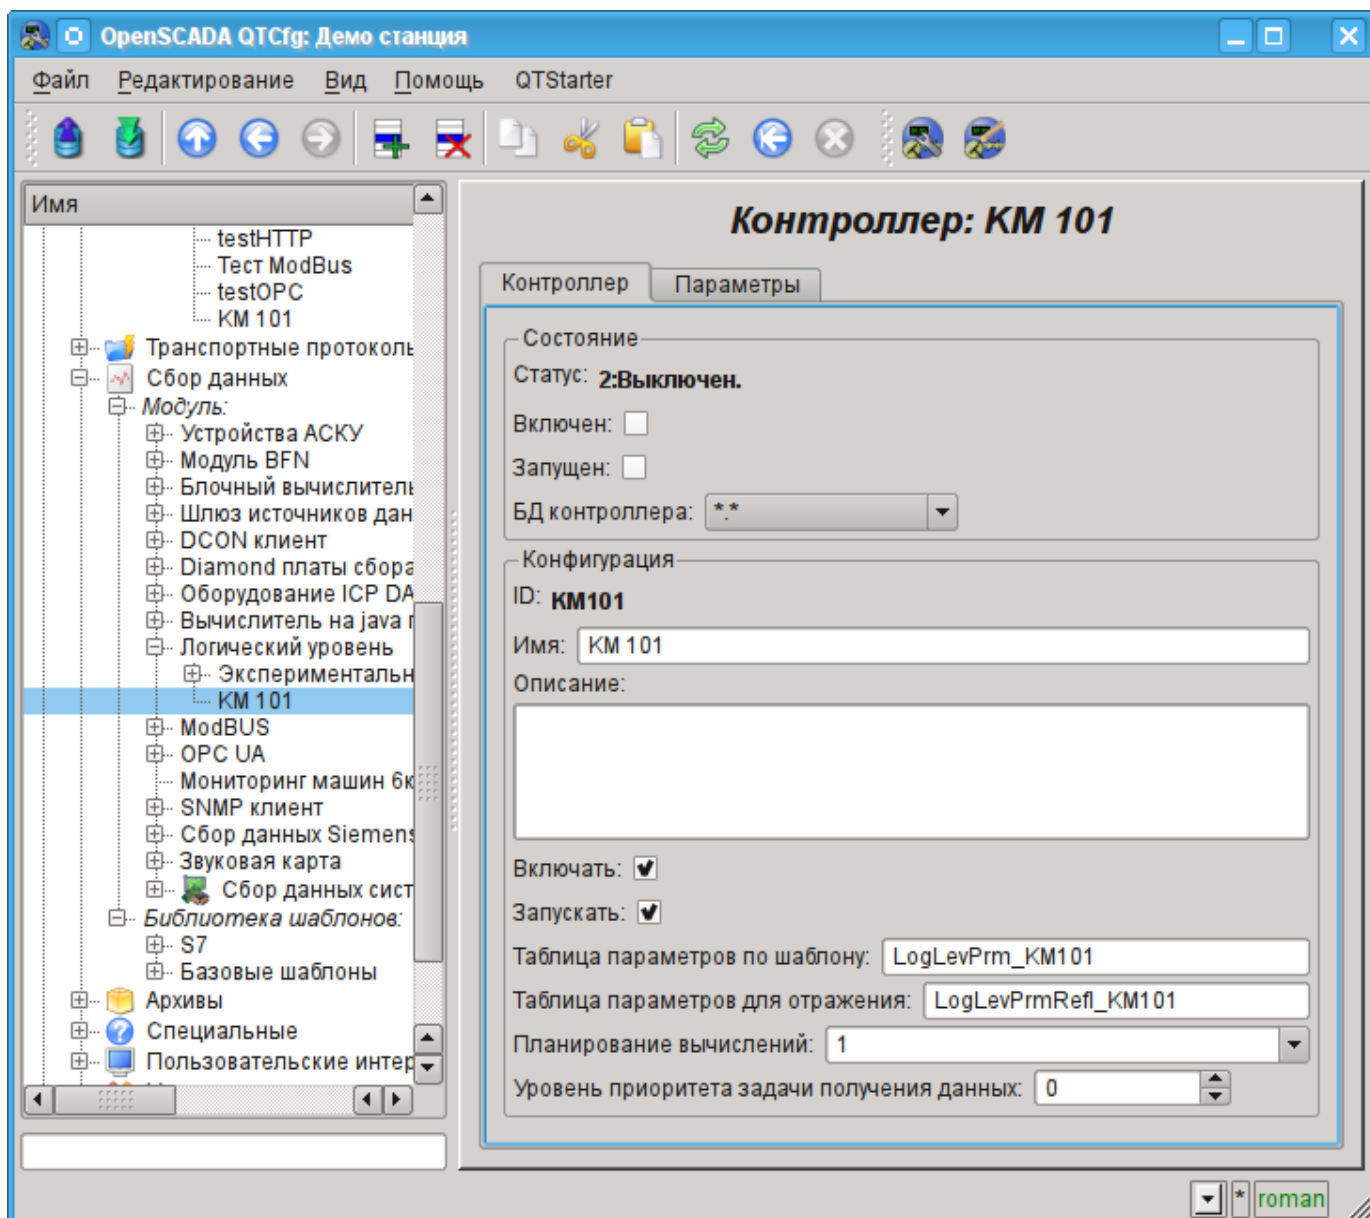 OpenSCADA QTCfg: Демо станция
Файл Редактирование Вид Помощь QTStarter
Имя
testHTTP
Тест ModBus
testOPC
КМ 101
Транспортные протоколь
Сбор данных
Модуль:
Устройства АСКУ
Модуль BFN
Блочный вычислитель
Шлюз источников дан
DCON клиент
Diamond платы сбора
Оборудование ICP DA
Вычислитель на java п
Логический уровень
Экспериментальн
КМ 101
ModBUS
OPC UA
Мониторинг машин 6к
SNMP клиент
Сбор данных Siemens
Звуковая карта
Сбор данных сист
Библиотека шаблонов:
S7
Базовые шаблоны
Архивы
Специальные
Пользовательские интер
Контроллер: КМ 101
Контроллер Параметры
Состояние
Статус: 2:Выключен.
Включен:
Запущен:
БД контроллера: *.*
Конфигурация
ID: KM101
Имя: КМ 101
Описание:
Включать:
Запускать:
Таблица параметров по шаблону: LogLevPrm_KM101
Таблица параметров для отражения: LogLevPrmRefl_KM101
Планирование вычислений: 1
Уровень приоритета задачи получения данных: 0
* roman